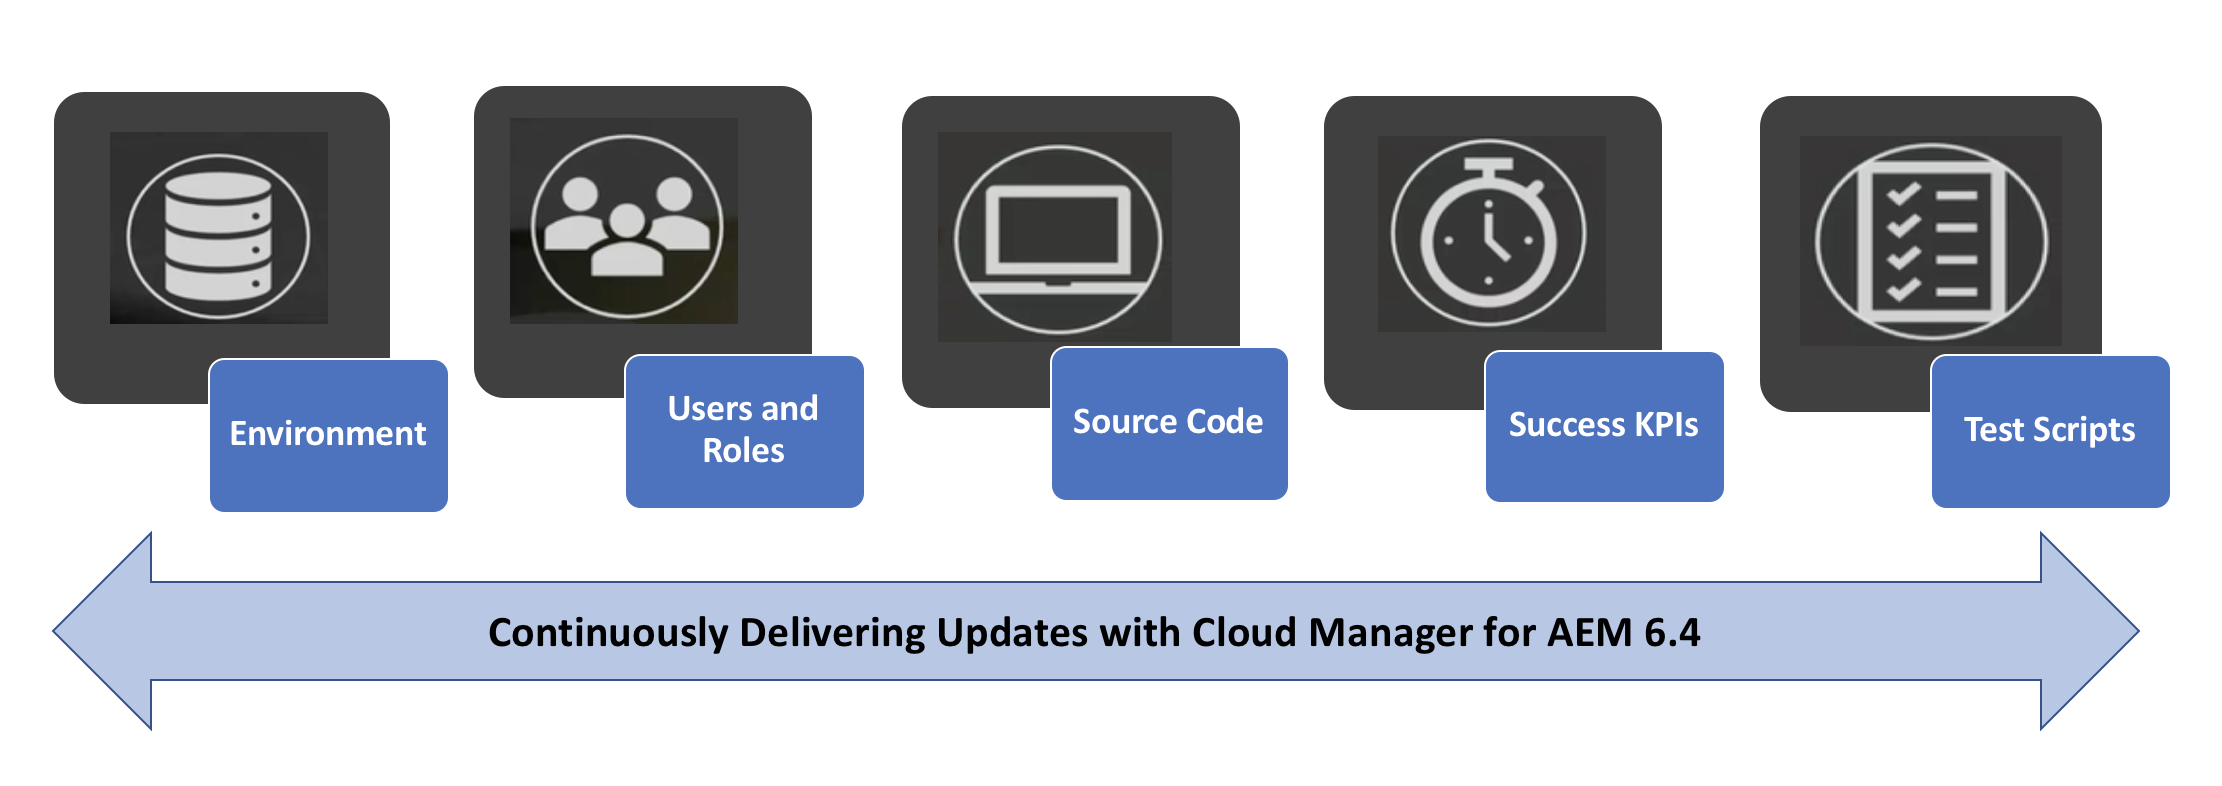 Environment
Users and
Roles
Source Code
Success KPIs
Test Scripts
Continuously Delivering Updates with Cloud Manager for AEM 6.4